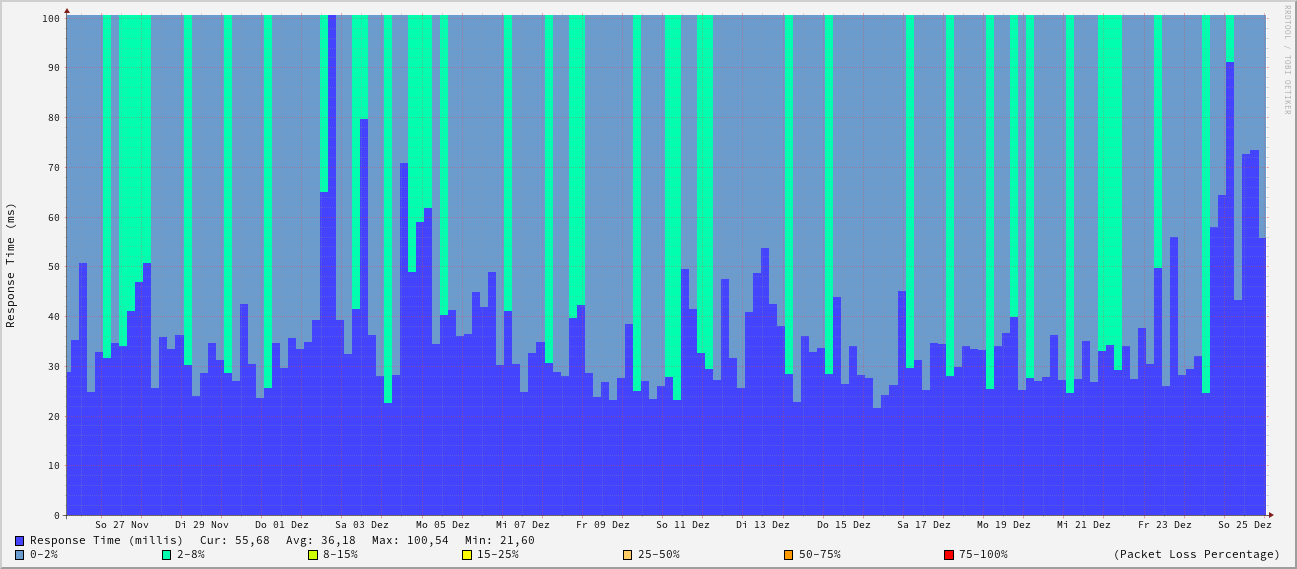 RRDTOOL / TOBI OETIKER
Response Time (ms)
100
90
80
70
60
50
40
30
20
10
0
So 27 Nov Di 29 Nov Do 01 Dez Sa 03 Dez Mo 05 Dez Mi 07 Dez Fr 09 Dez So 11 Dez Di 13 Dez Do 15 Dez Sa 17 Dez Mo 19 Dez Mi 21 Dez Fr 23 Dez So 25 Dez
Response Time (millis) Cur: 55,68 Avg: 36,18 Max: 100,54 Min: 21,60
0-2% 2-8% 8-15% 15-25% 25-50% 50-75% 75-100% (Packet Loss Percentage)